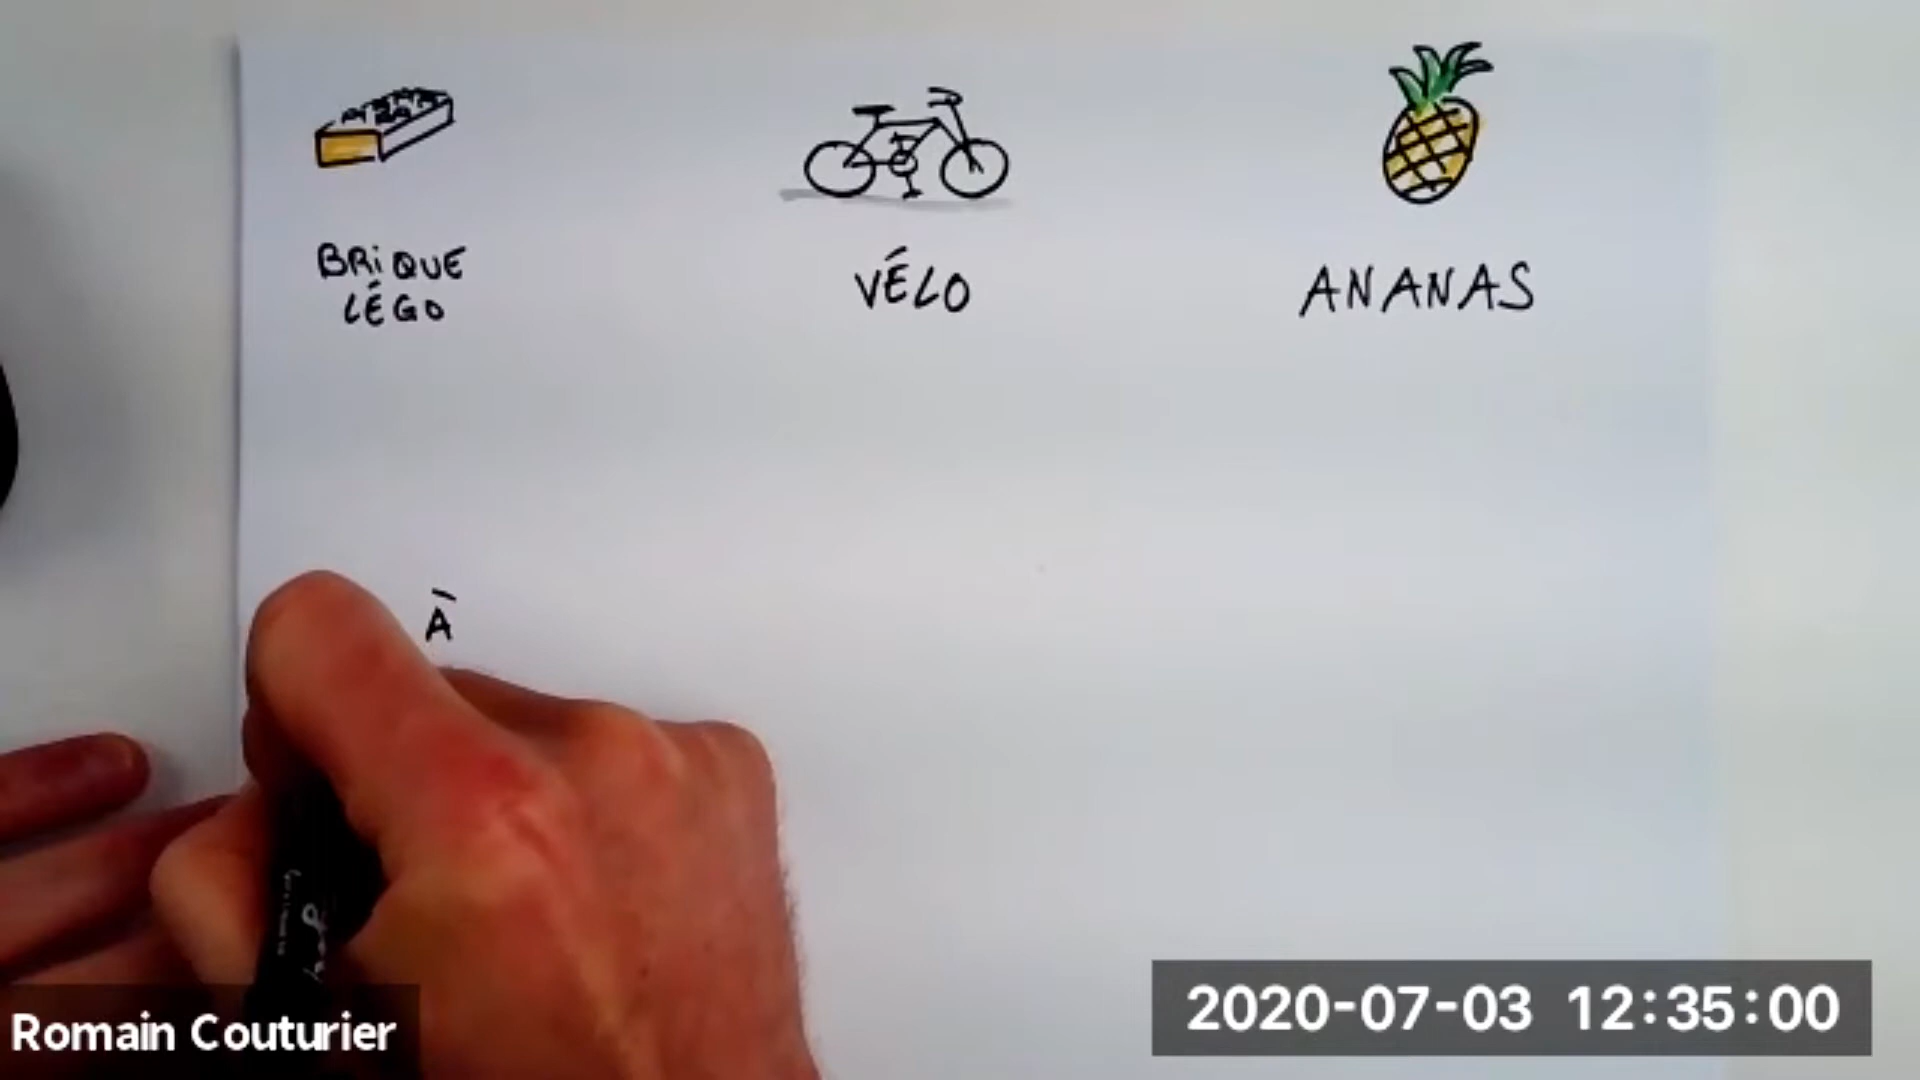 BRIQUE
LÉGO
VÉLO
ANANAS
À
Romain Couturier
2020-07-03 12:35:00